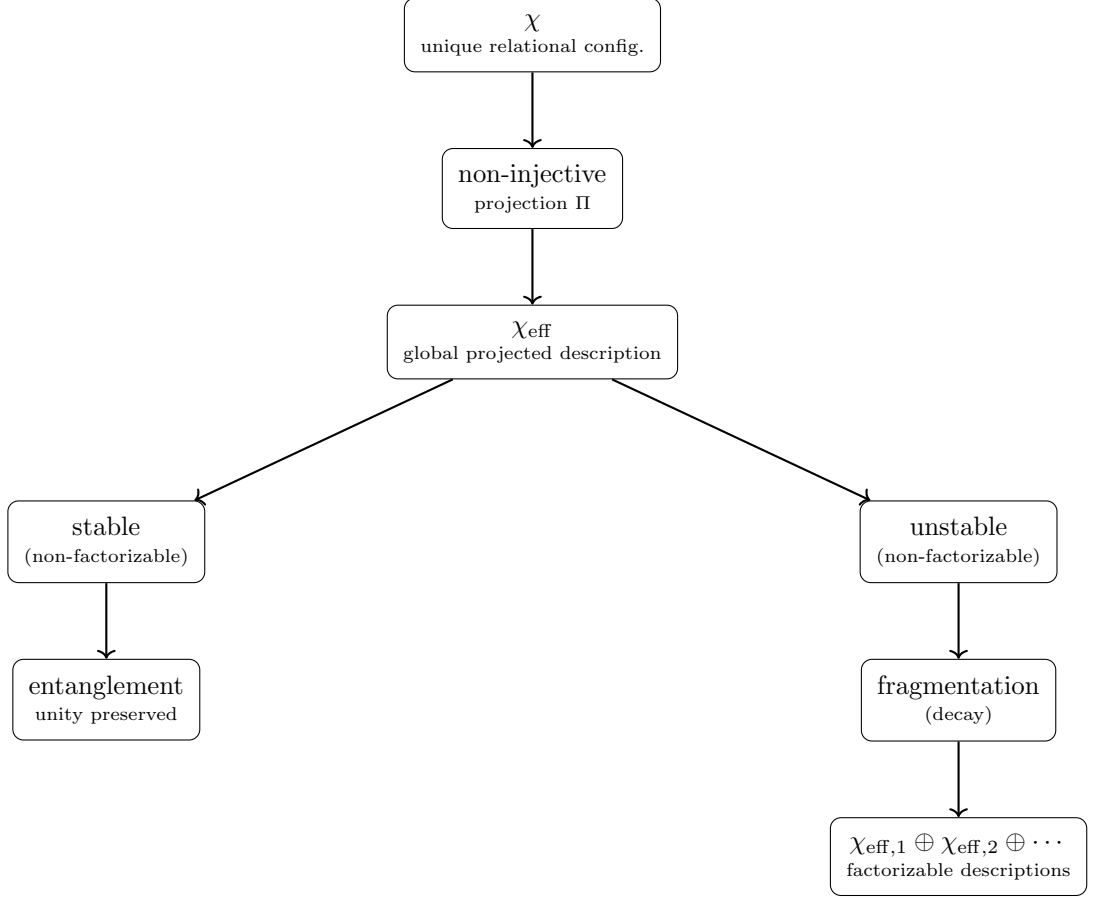 χ
unique relational config.
non-injective
projection Π
χeff
global projected description
stable
(non-factorizable)
unstable
(non-factorizable)
entanglement
unity preserved
fragmentation
(decay)
χeff,1 ⊕ χeff,2 ⊕ ⋯
factorizable descriptions